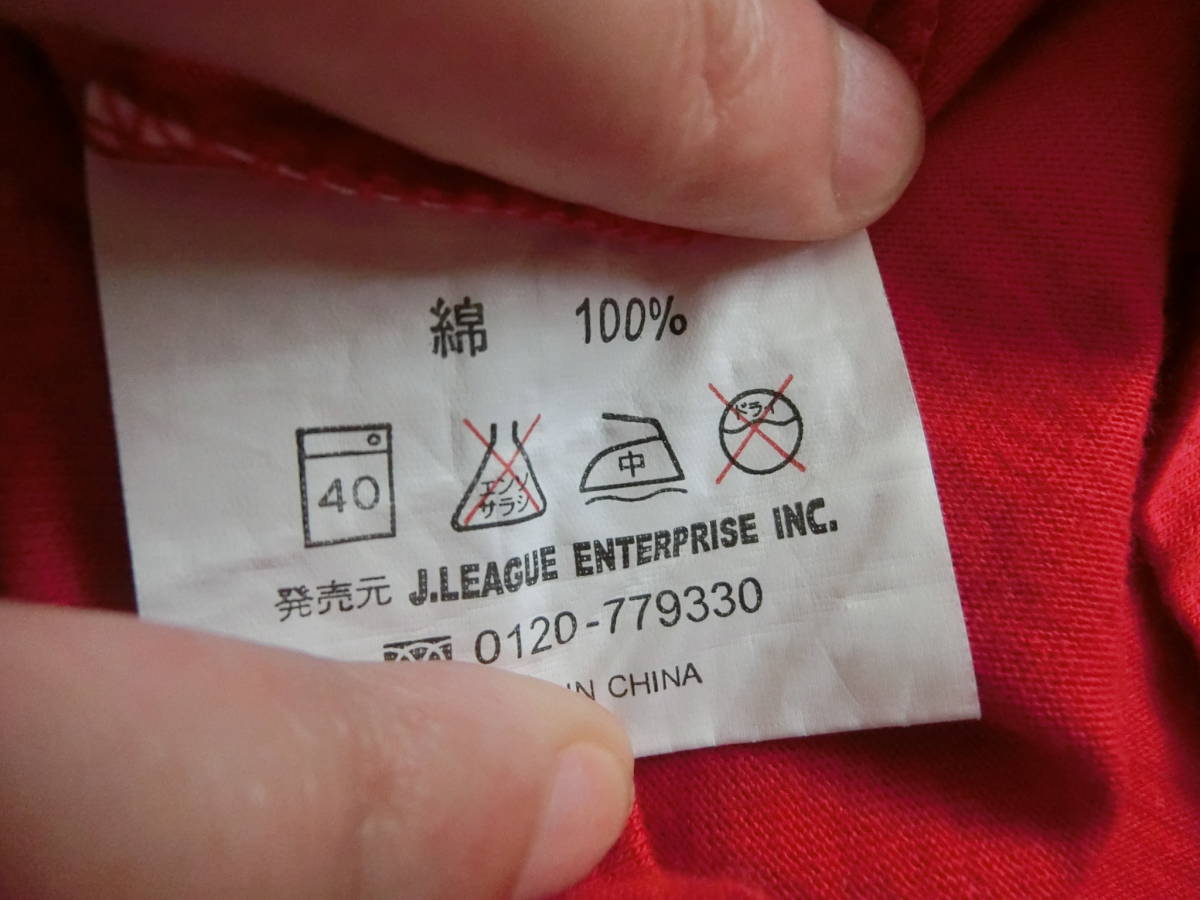 綿 100%
40 エンソ サラシ 中 ドライ
発売元 J.LEAGUE ENTERPRISE INC.
0120-779330
IN CHINA